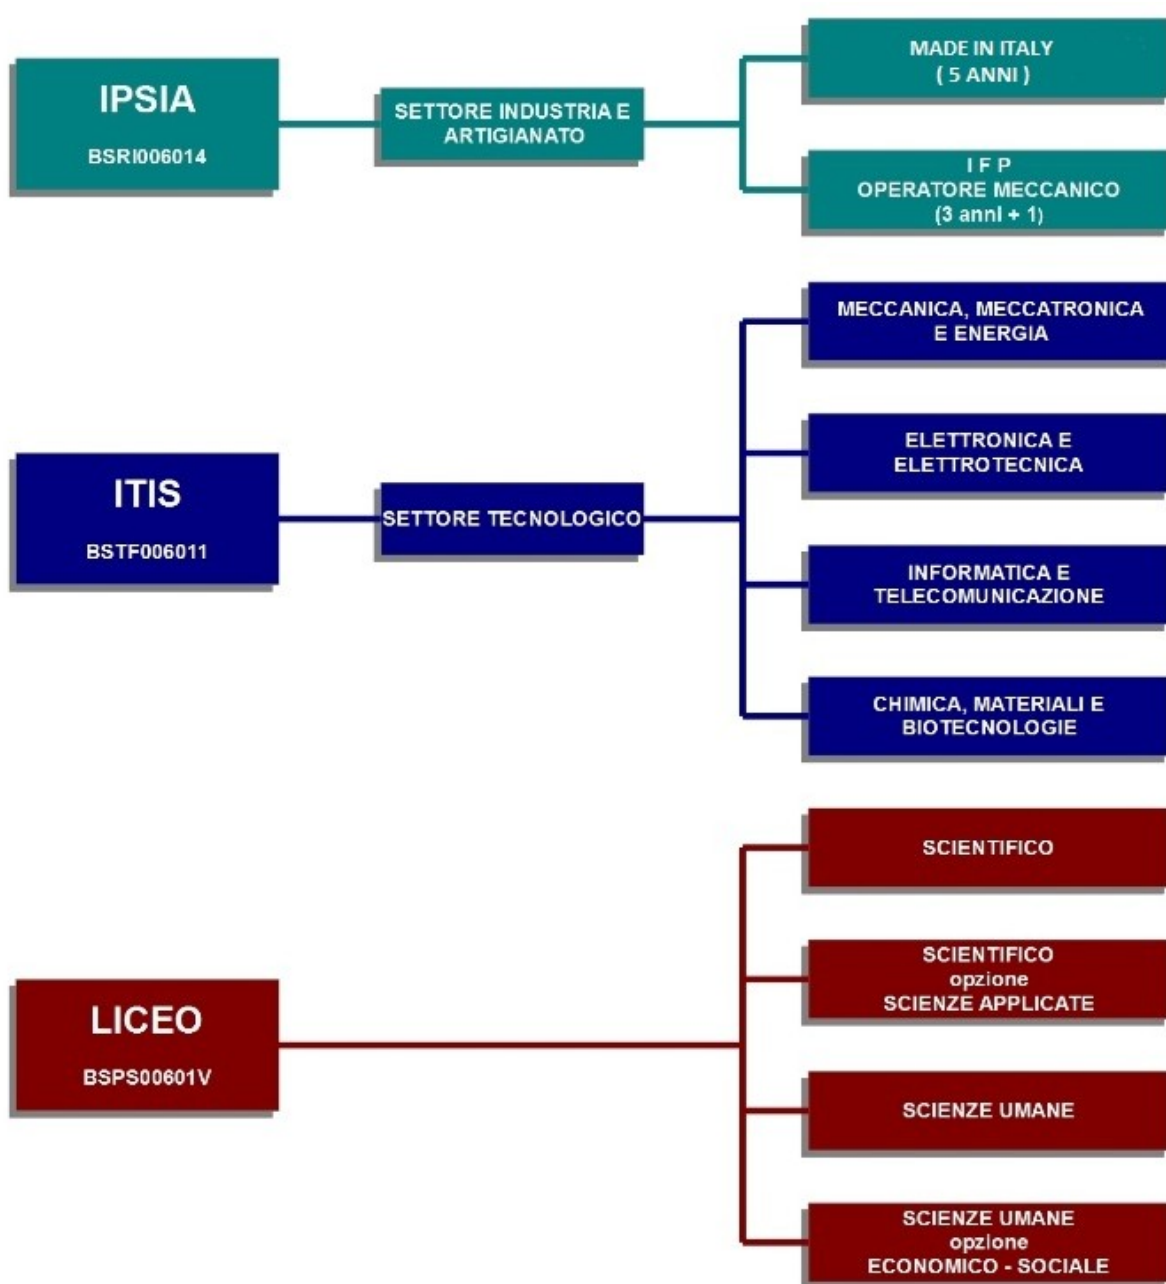 IPSIA
BSRI006014
SETTORE INDUSTRIA E
ARTIGIANATO
MADE IN ITALY
( 5 ANNI )
I F P
OPERATORE MECCANICO
(3 anni + 1)
ITIS
BSTF006011
SETTORE TECNOLOGICO
MECCANICA, MECCATRONICA
E ENERGIA
ELETTRONICA E
ELETTROTECNICA
INFORMATICA E
TELECOMUNICAZIONE
CHIMICA, MATERIALI E
BIOTECNOLOGIE
LICEO
BSPS00601V
SCIENTIFICO
SCIENTIFICO
opzione
SCIENZE APPLICATE
SCIENZE UMANE
SCIENZE UMANE
opzione
ECONOMICO - SOCIALE